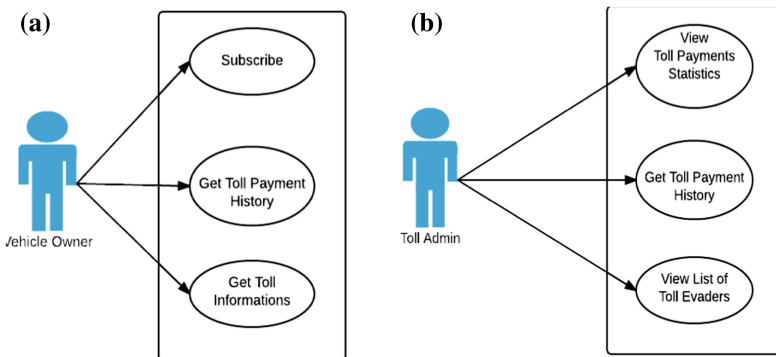 (a)
Subscribe
Get Toll Payment
History
Vehicle Owner
Get Toll
Informations
(b)
View
Toll Payments
Statistics
Get Toll Payment
History
Toll Admin
View List of
Toll Evaders